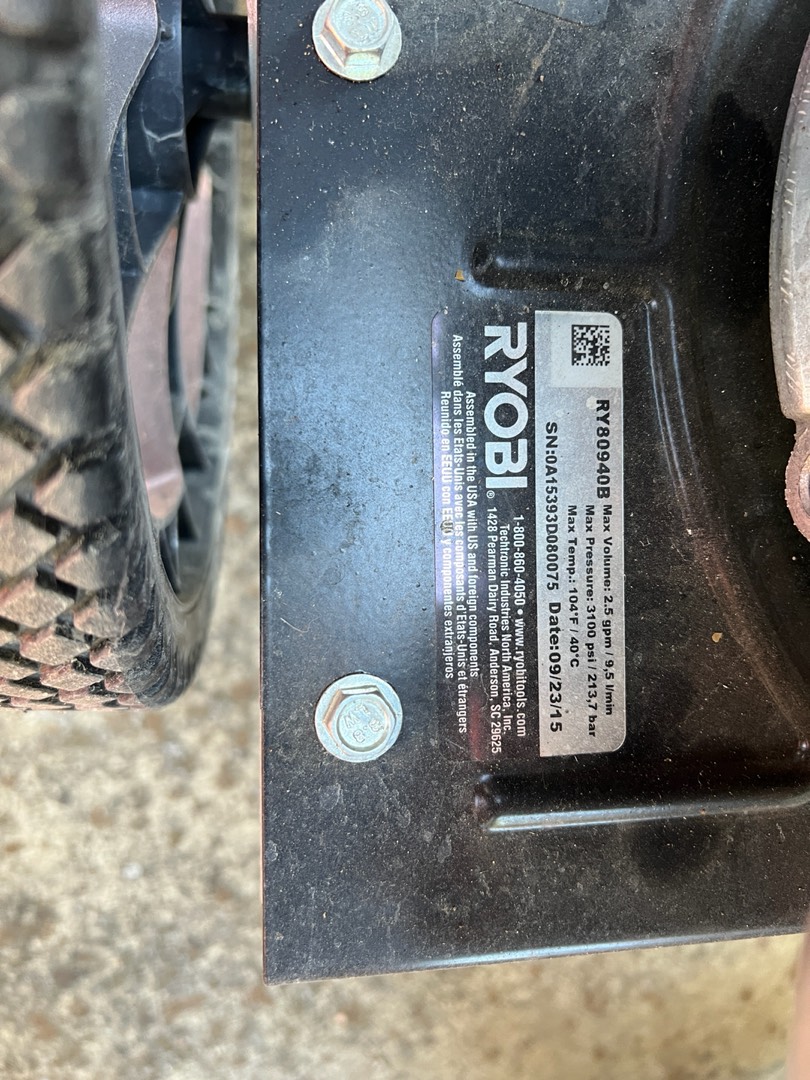 RY80940B Max Volume: 2.5 gpm / 9,5 l/min
Max Pressure: 3100 psi / 213,7 bar
Max Temp.: 104°F / 40°C
SN:0A15393D080075 Date:09/23/15
RYOBI®
1-800-860-4050 • www.ryobitools.com
Techtronic Industries North America, Inc.
1428 Pearman Dairy Road, Anderson, SC 29625
Assembled in the USA with US and foreign components
Assemblé dans les États-Unis avec les composants d'États-Unis et étrangers
Reunido en EEUU con EEUU y componentes extranjeros